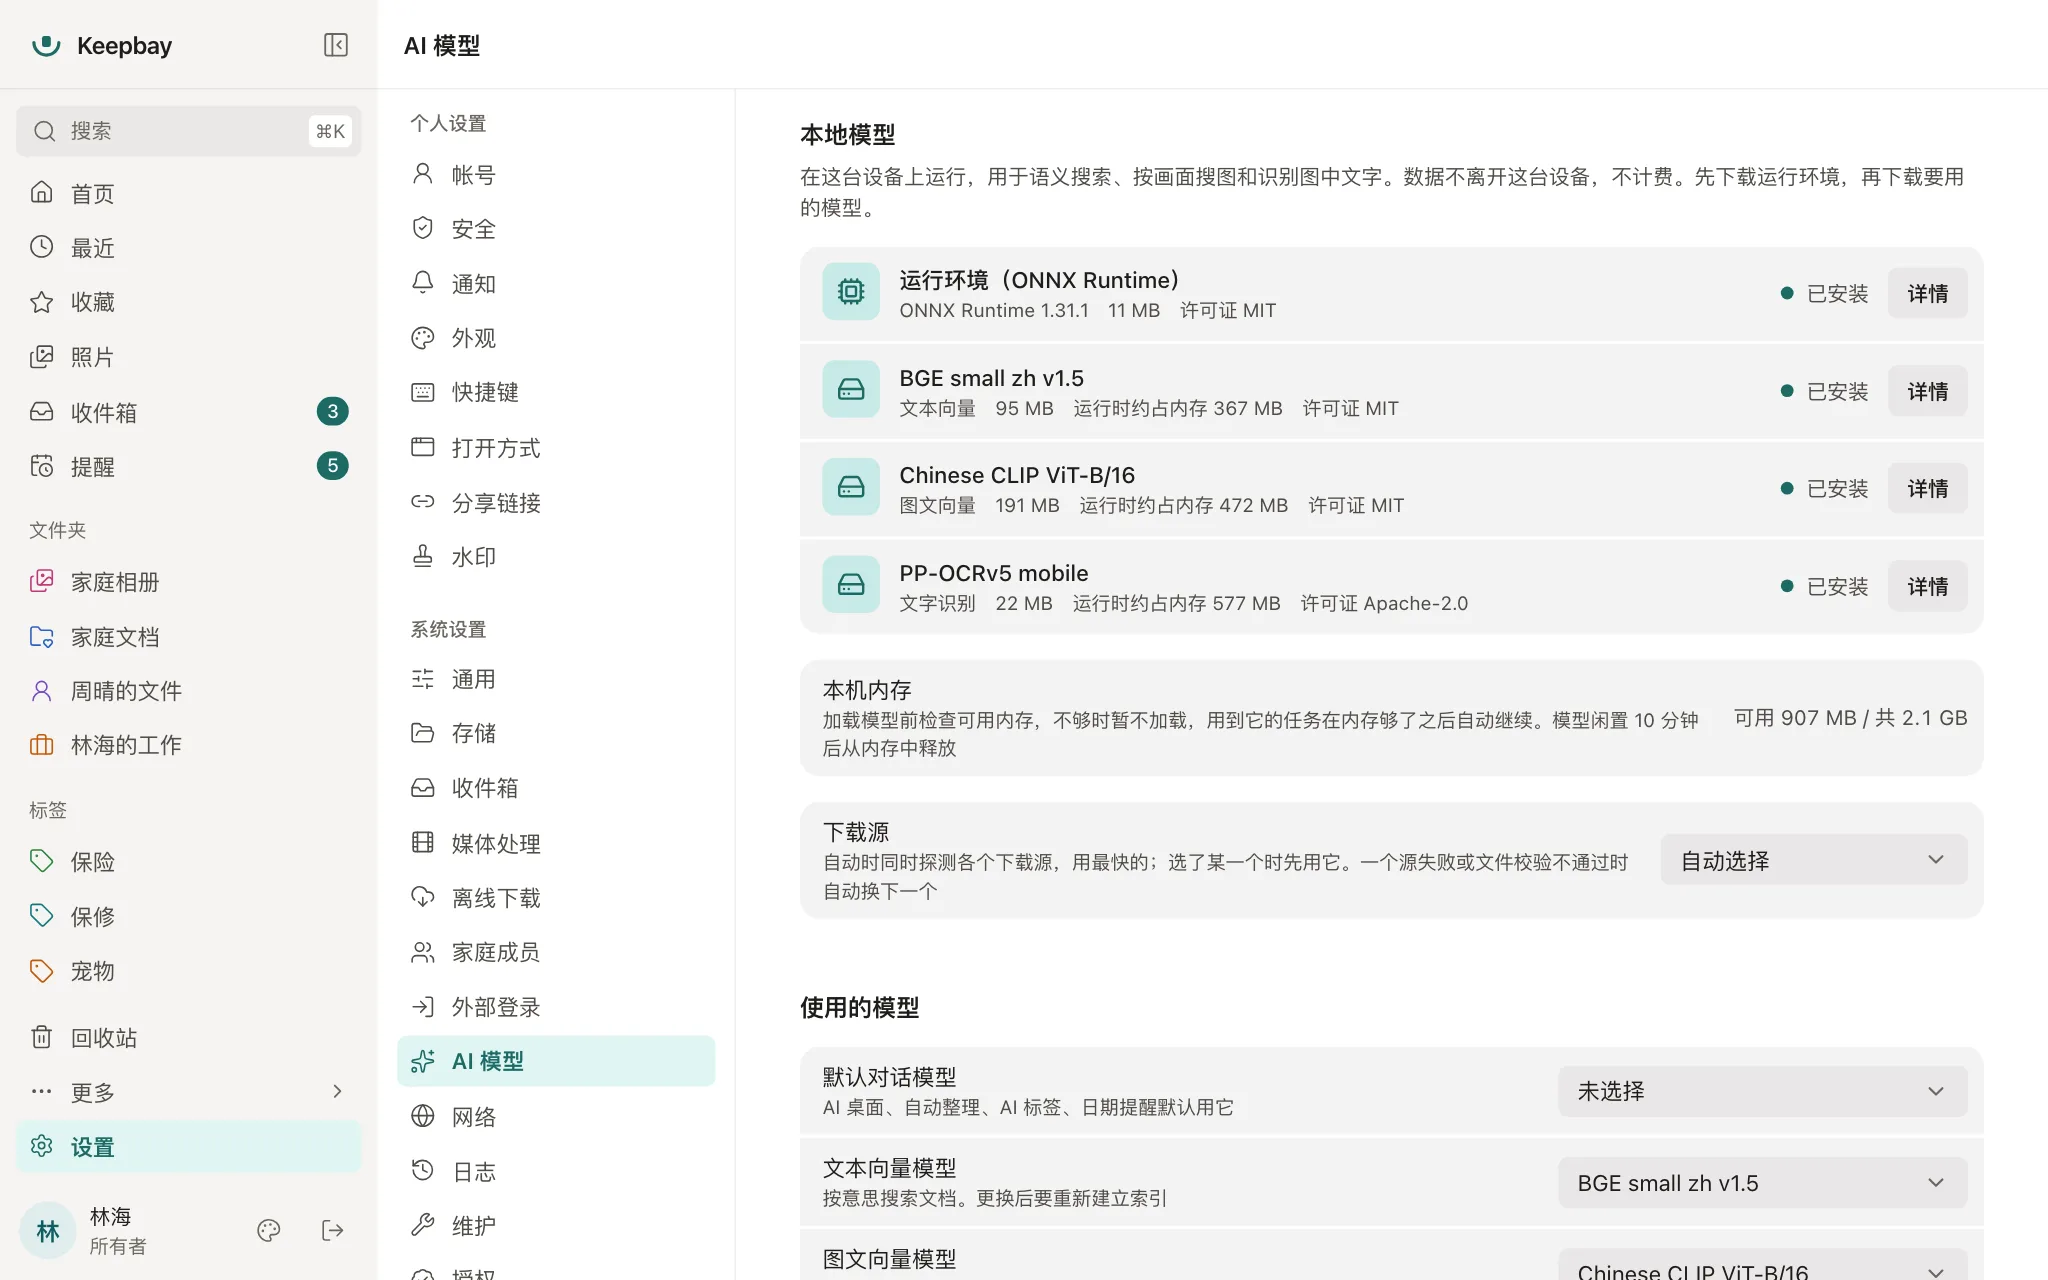 Keepbay
搜索
⌘K
首页
最近
收藏
照片
收件箱
3
提醒
5
文件夹
家庭相册
家庭文档
周晴的文件
林海的工作
标签
保险
保修
宠物
回收站
更多
设置
林
林海
所有者
AI 模型
个人设置
帐号
安全
通知
外观
快捷键
打开方式
分享链接
水印
系统设置
通用
存储
收件箱
媒体处理
离线下载
家庭成员
外部登录
AI 模型
网络
日志
维护
授权
本地模型
在这台设备上运行，用于语义搜索、按画面搜图和识别图中文字。数据不离开这台设备，不计费。先下载运行环境，再下载要用
的模型。
运行环境（ONNX Runtime）
ONNX Runtime 1.31.1 11 MB 许可证 MIT
已安装
详情
BGE small zh v1.5
文本向量 95 MB 运行时约占内存 367 MB 许可证 MIT
已安装
详情
Chinese CLIP ViT-B/16
图文向量 191 MB 运行时约占内存 472 MB 许可证 MIT
已安装
详情
PP-OCRv5 mobile
文字识别 22 MB 运行时约占内存 577 MB 许可证 Apache-2.0
已安装
详情
本机内存
加载模型前检查可用内存，不够时暂不加载，用到它的任务在内存够了之后自动继续。模型闲置 10 分钟
后从内存中释放
可用 907 MB / 共 2.1 GB
下载源
自动时同时探测各个下载源，用最快的；选了某一个时先用它。一个源失败或文件校验不通过时
自动换下一个
自动选择
使用的模型
默认对话模型
AI 桌面、自动整理、AI 标签、日期提醒默认用它
未选择
文本向量模型
按意思搜索文档。更换后要重新建立索引
BGE small zh v1.5
图文向量模型
Chinese CLIP ViT-B/16